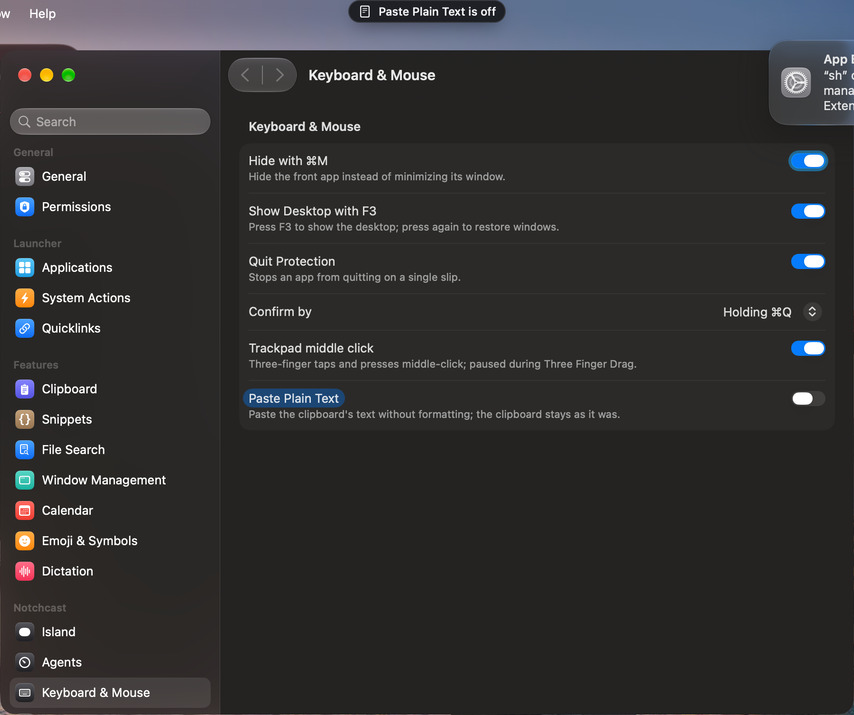 Help
Paste Plain Text is off
App
"sh"
Keyboard & Mouse
Search
General
General
Permissions
Launcher
Applications
System Actions
Quicklinks
Features
Clipboard
Snippets
File Search
Window Management
Calendar
Emoji & Symbols
Dictation
Notchcast
Island
Agents
Keyboard & Mouse
Keyboard & Mouse
Hide with ⌘M
Hide the front app instead of minimizing its window.
Show Desktop with F3
Press F3 to show the desktop; press again to restore windows.
Quit Protection
Stops an app from quitting on a single slip.
Confirm by
Holding ⌘Q
Trackpad middle click
Three-finger taps and presses middle-click; paused during Three Finger Drag.
Paste Plain Text
Paste the clipboard's text without formatting; the clipboard stays as it was.